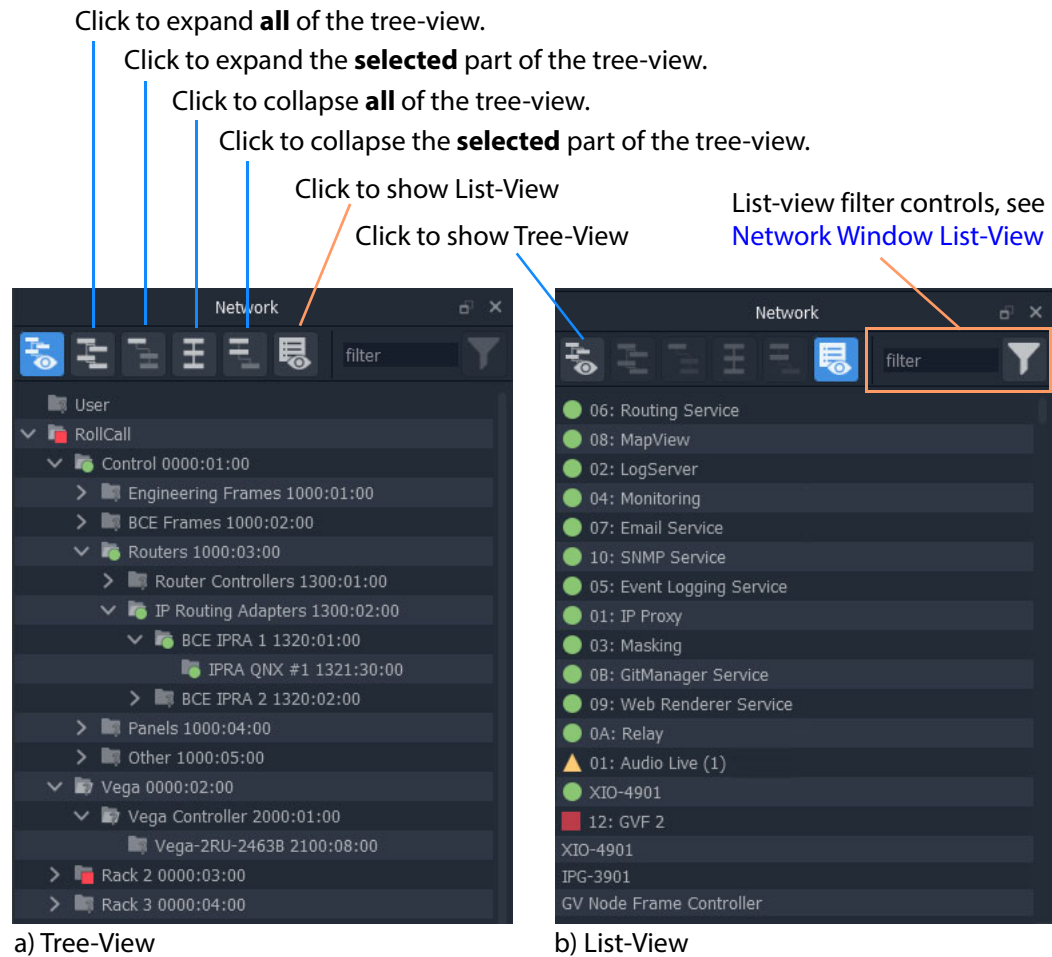 Click to expand all of the tree-view.
Click to expand the selected part of the tree-view.
Click to collapse all of the tree-view.
Click to collapse the selected part of the tree-view.
Click to show List-View
Click to show Tree-View
List-view filter controls, see
Network Window List-View
Network
filter
User
RollCall
Control 0000:01:00
Engineering Frames 1000:01:00
BCE Frames 1000:02:00
Routers 1000:03:00
Router Controllers 1300:01:00
IP Routing Adapters 1300:02:00
BCE IPRA 1 1320:01:00
IPRA QNX #1 1321:30:00
BCE IPRA 2 1320:02:00
Panels 1000:04:00
Other 1000:05:00
Vega 0000:02:00
Vega Controller 2000:01:00
Vega-2RU-2463B 2100:08:00
Rack 2 0000:03:00
Rack 3 0000:04:00
a) Tree-View
Network
filter
06: Routing Service
08: MapView
02: LogServer
04: Monitoring
07: Email Service
10: SNMP Service
05: Event Logging Service
01: IP Proxy
03: Masking
0B: GitManager Service
09: Web Renderer Service
0A: Relay
01: Audio Live (1)
XIO-4901
12: GVF 2
XIO-4901
IPG-3901
GV Node Frame Controller
b) List-View